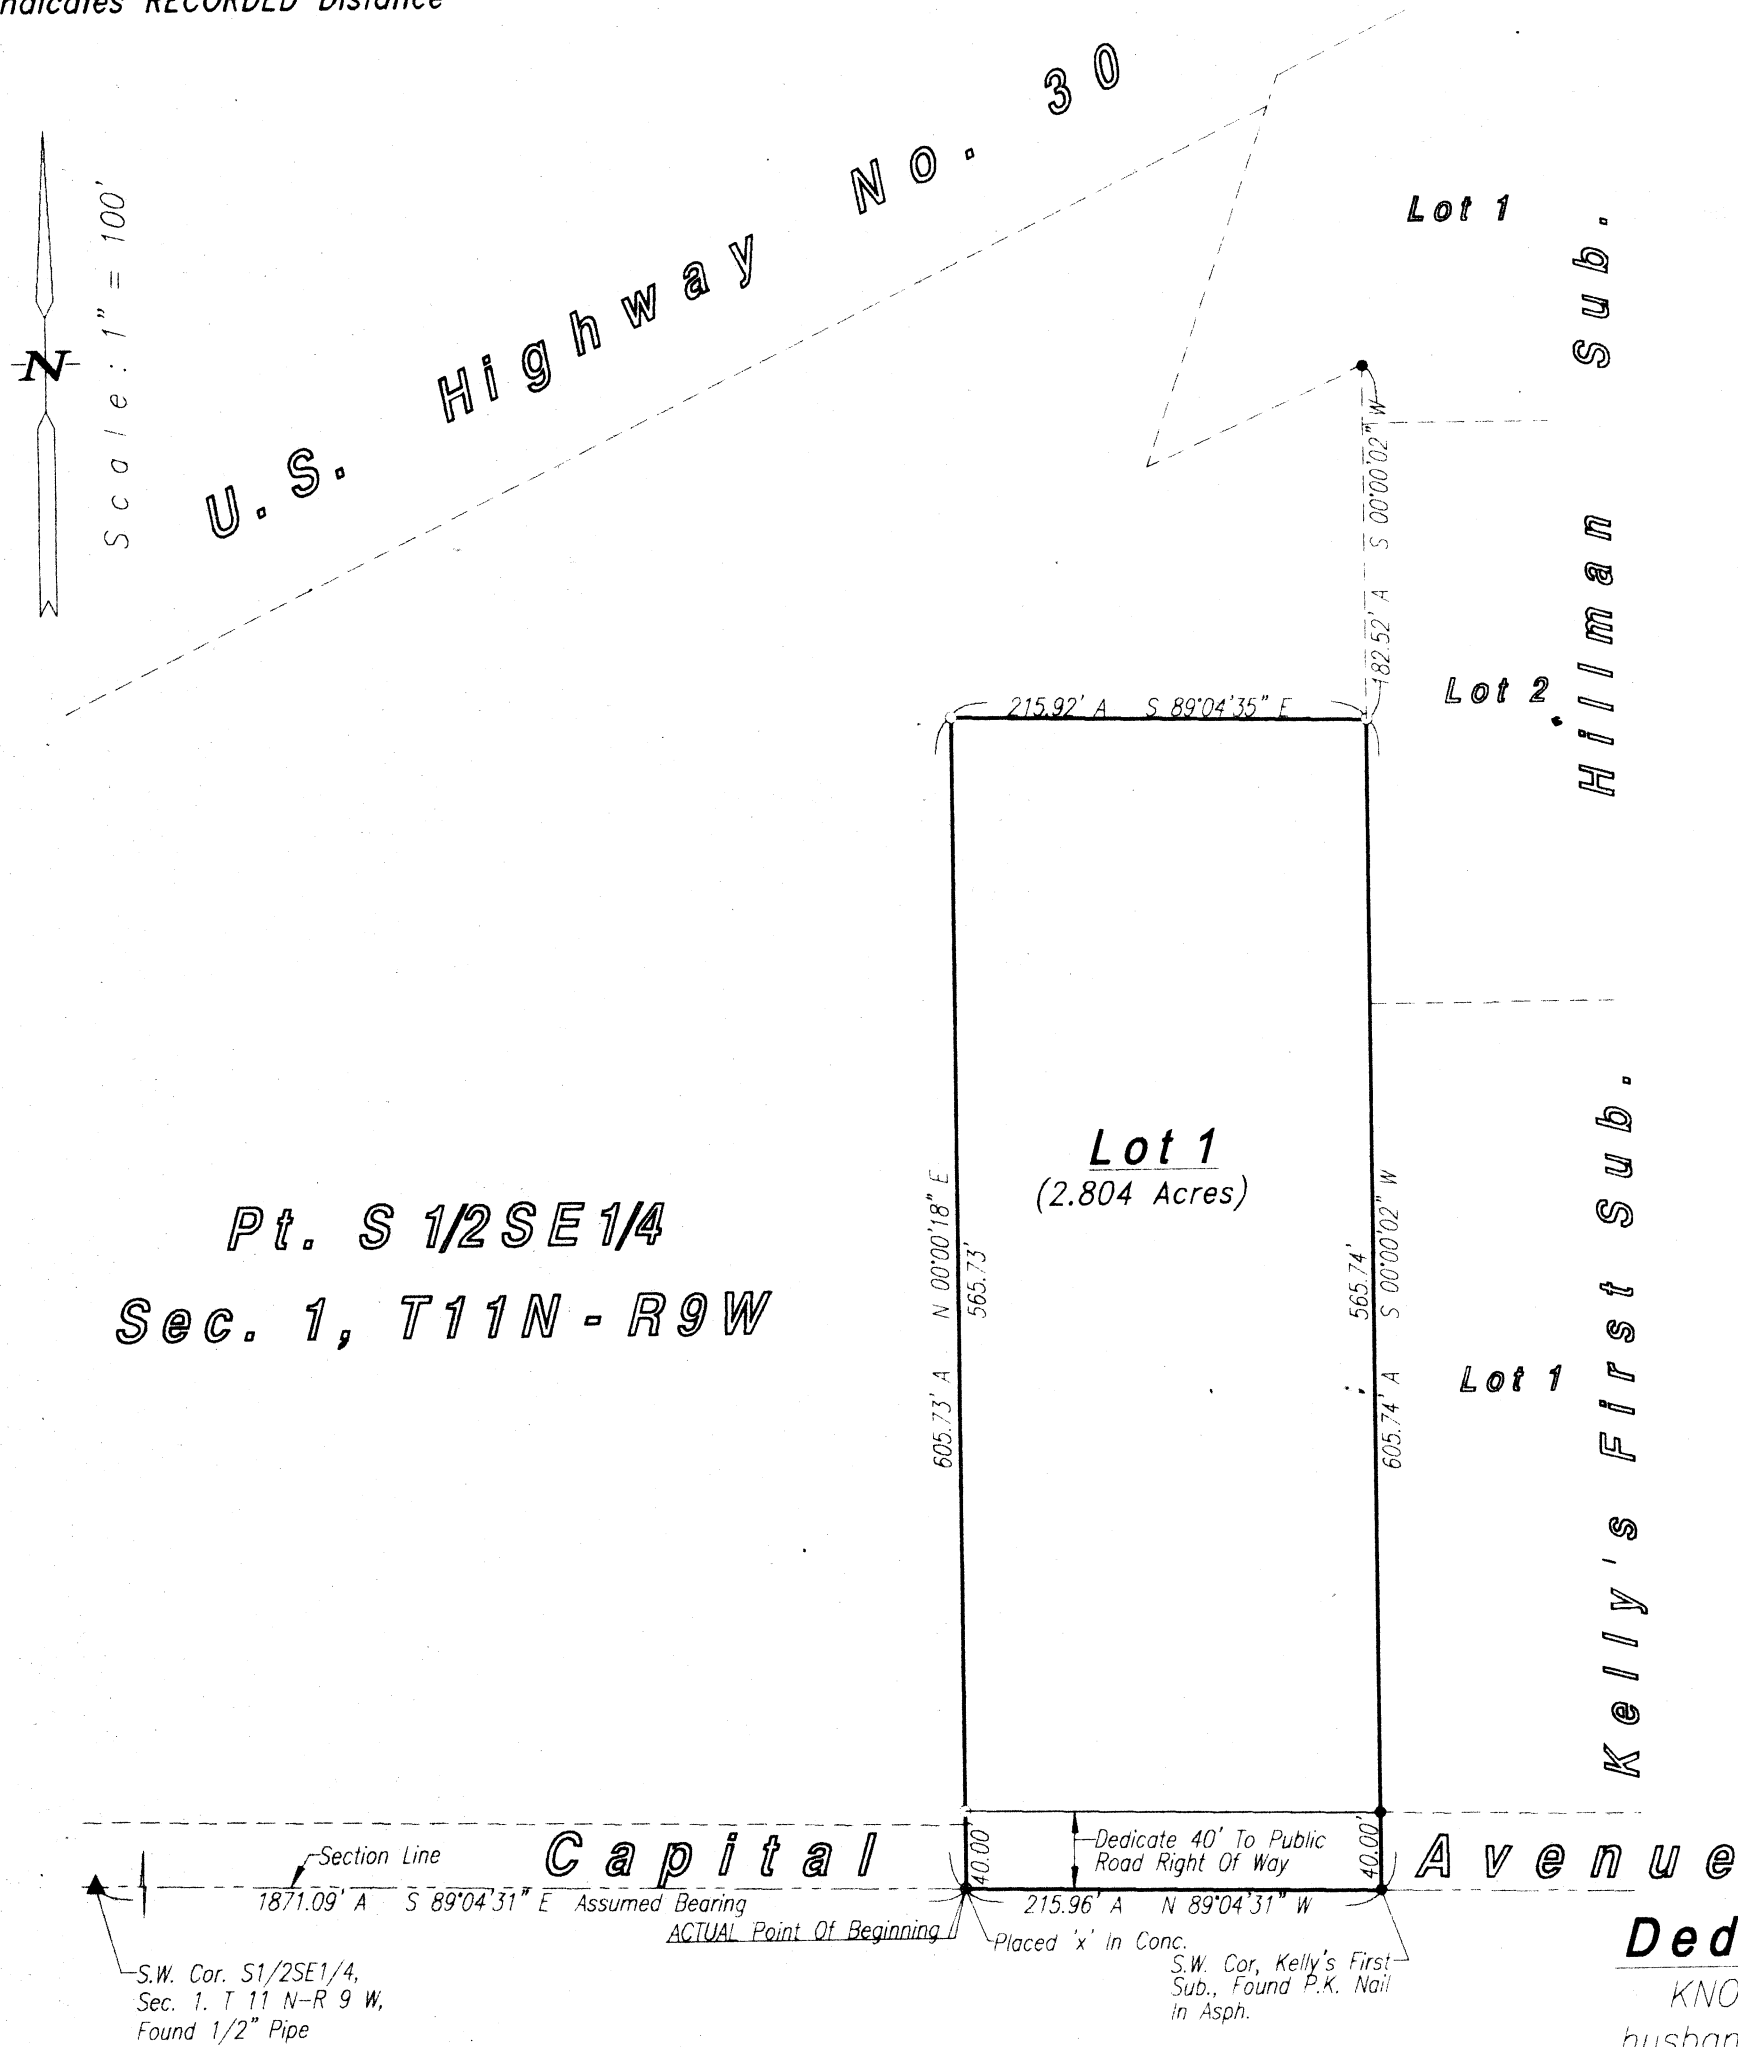 ndicates RECORDED Distance
U.S. Highway No. 30
Scale: 1" = 100'
N
Lot 1
Hillman Sub.
182.52' A S 00°00'02" W
Lot 2
215.92' A S 89°04'35" E
Lot 1
(2.804 Acres)
Pt. S 1/2SE1/4
Sec. 1, T11N-R9W
605.73' A N 00°00'18" E
565.73'
565.74'
605.74' A S 00°00'02" W
Lot 1
Kelly's First Sub.
Capital Avenue
Section Line
40.00'
Dedicate 40' To Public
Road Right Of Way
40.00'
1871.09' A S 89°04'31" E Assumed Bearing
215.96' A N 89°04'31" W
ACTUAL Point Of Beginning
Placed 'x' In Conc.
S.W. Cor, Kelly's First
Sub., Found P.K. Nail
In Asph.
S.W. Cor. S1/2SE1/4,
Sec. 1. T 11 N-R 9 W,
Found 1/2" Pipe
Ded
KNO
husban